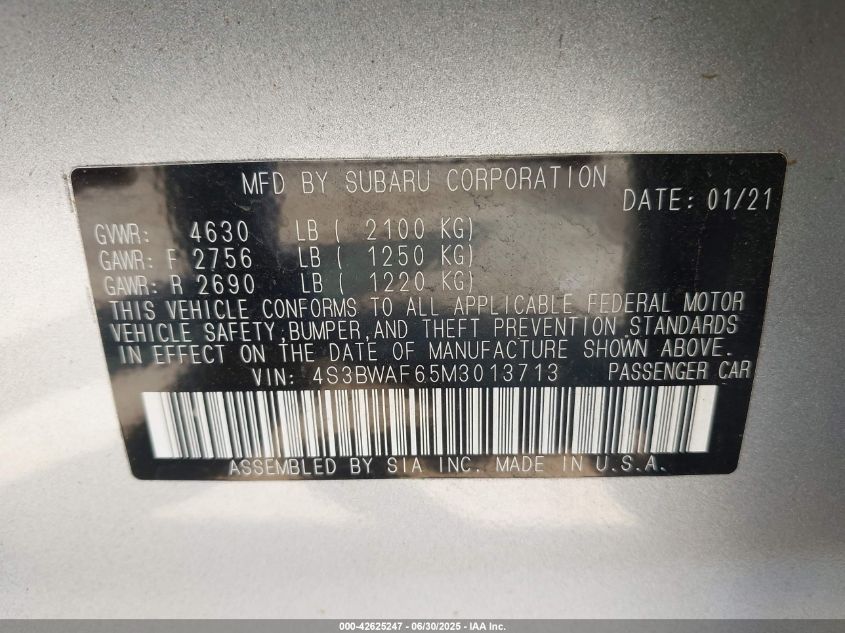 MFD BY SUBARU CORPORATION
DATE: 01/21
GVWR: 4630 LB ( 2100 KG)
GAWR: F 2756 LB ( 1250 KG)
GAWR: R 2690 LB ( 1220 KG)
THIS VEHICLE CONFORMS TO ALL APPLICABLE FEDERAL MOTOR
VEHICLE SAFETY,BUMPER,AND THEFT PREVENTION STANDARDS
IN EFFECT ON THE DATE OF MANUFACTURE SHOWN ABOVE.
VIN: 4S3BWAF65M3013713 PASSENGER CAR
ASSEMBLED BY SIA INC. MADE IN U.S.A.
000-42625247 - 06/30/2025 - IAA Inc.